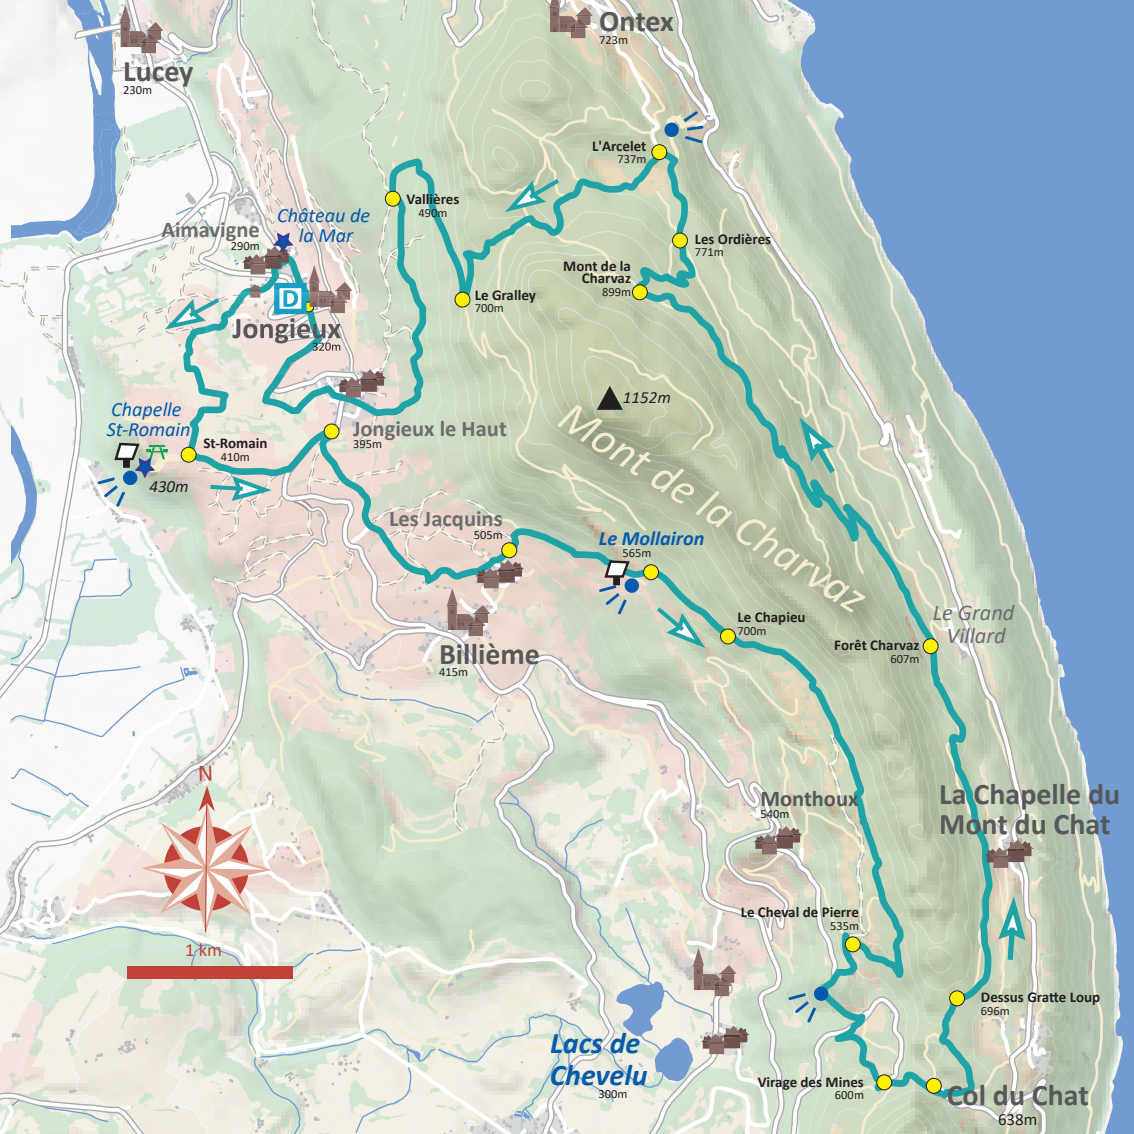 Ontex
723m
Lucey
230m
L'Arcelet
737m
Vallières
490m
Château de
la Mar
Aimavigne
290m
Les Ordières
771m
Mont de la
Charvaz
899m
Le Gralley
700m
D
Jongieux
320m
1152m
Mont de la Charvaz
Chapelle
St-Romain
St-Romain
410m
Jongieux le Haut
395m
430m
Les Jacquins
505m
Le Mollairon
565m
Le Chapieu
700m
Le Grand
Villard
Forêt Charvaz
607m
Billième
415m
N
1 km
Monthoux
540m
La Chapelle du
Mont du Chat
Le Cheval de Pierre
535m
Dessus Gratte Loup
696m
Lacs de
Chevelu
300m
Virage des Mines
600m
Col du Chat
638m